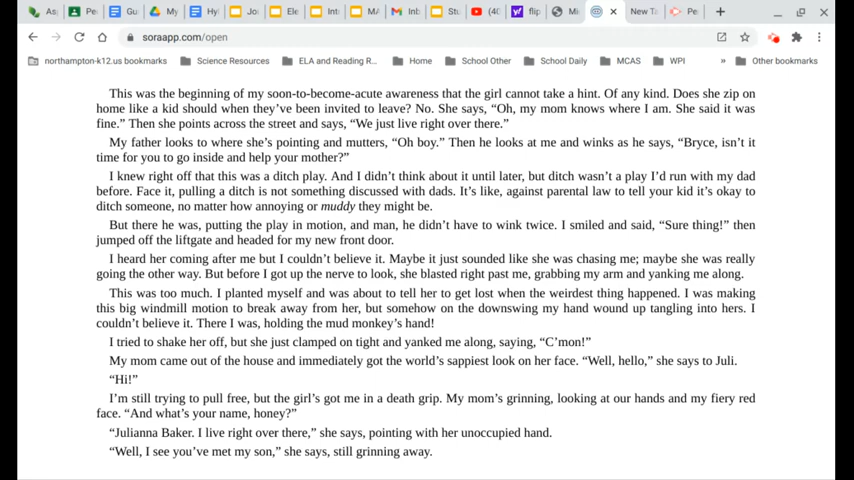 As
Pe
Gu
My
Hy
Jo
Ele
Int
MA
Inb
Stu
(40
flip
Mi
New Ta
Pe
soraapp.com/open
northampton-k12.us bookmarks
Science Resources
ELA and Reading R...
Home
School Other
School Daily
MCAS
WPI
»
Other bookmarks
This was the beginning of my soon-to-become-acute awareness that the girl cannot take a hint. Of any kind. Does she zip on
home like a kid should when they’ve been invited to leave? No. She says, “Oh, my mom knows where I am. She said it was
fine.” Then she points across the street and says, “We just live right over there.”
My father looks to where she’s pointing and mutters, “Oh boy.” Then he looks at me and winks as he says, “Bryce, isn’t it
time for you to go inside and help your mother?”
I knew right off that this was a ditch play. And I didn’t think about it until later, but ditch wasn’t a play I’d run with my dad
before. Face it, pulling a ditch is not something discussed with dads. It’s like, against parental law to tell your kid it’s okay to
ditch someone, no matter how annoying or muddy they might be.
But there he was, putting the play in motion, and man, he didn’t have to wink twice. I smiled and said, “Sure thing!” then
jumped off the liftgate and headed for my new front door.
I heard her coming after me but I couldn’t believe it. Maybe it just sounded like she was chasing me; maybe she was really
going the other way. But before I got up the nerve to look, she blasted right past me, grabbing my arm and yanking me along.
This was too much. I planted myself and was about to tell her to get lost when the weirdest thing happened. I was making
this big windmill motion to break away from her, but somehow on the downswing my hand wound up tangling into hers. I
couldn’t believe it. There I was, holding the mud monkey’s hand!
I tried to shake her off, but she just clamped on tight and yanked me along, saying, “C’mon!”
My mom came out of the house and immediately got the world’s sappiest look on her face. “Well, hello,” she says to Juli.
“Hi!”
I’m still trying to pull free, but the girl’s got me in a death grip. My mom’s grinning, looking at our hands and my fiery red
face. “And what’s your name, honey?”
“Julianna Baker. I live right over there,” she says, pointing with her unoccupied hand.
“Well, I see you’ve met my son,” she says, still grinning away.